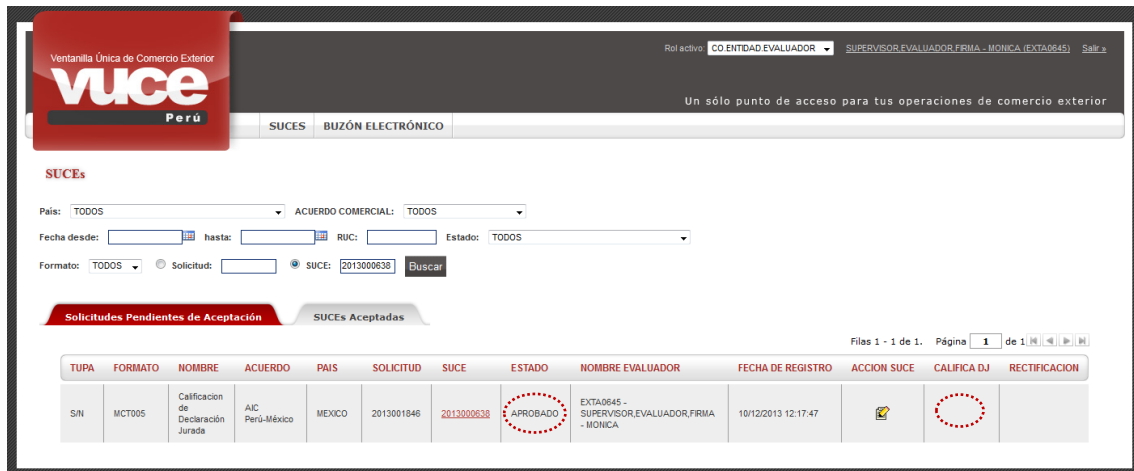 Ventanilla Única de Comercio Exterior
vuce
Perú
Rol activo: CO.ENTIDAD.EVALUADOR SUPERVISOR,EVALUADOR,FIRMA - MONICA (EXTA0645) Salir »
Un sólo punto de acceso para tus operaciones de comercio exterior
SUCES BUZÓN ELECTRÓNICO
SUCEs
País: TODOS ACUERDO COMERCIAL: TODOS
Fecha desde: hasta: RUC: Estado: TODOS
Formato: TODOS Solicitud: SUCE: 2013000638 Buscar
Solicitudes Pendientes de Aceptación SUCEs Aceptadas
Filas 1 - 1 de 1. Página 1 de 1
TUPA FORMATO NOMBRE ACUERDO PAIS SOLICITUD SUCE ESTADO NOMBRE EVALUADOR FECHA DE REGISTRO ACCION SUCE CALIFICA DJ RECTIFICACION
S/N MCT005 Calificacion de Declaración Jurada AIC Perú-México MEXICO 2013001846 2013000638 APROBADO EXTA0645 - SUPERVISOR,EVALUADOR,FIRMA - MONICA 10/12/2013 12:17:47